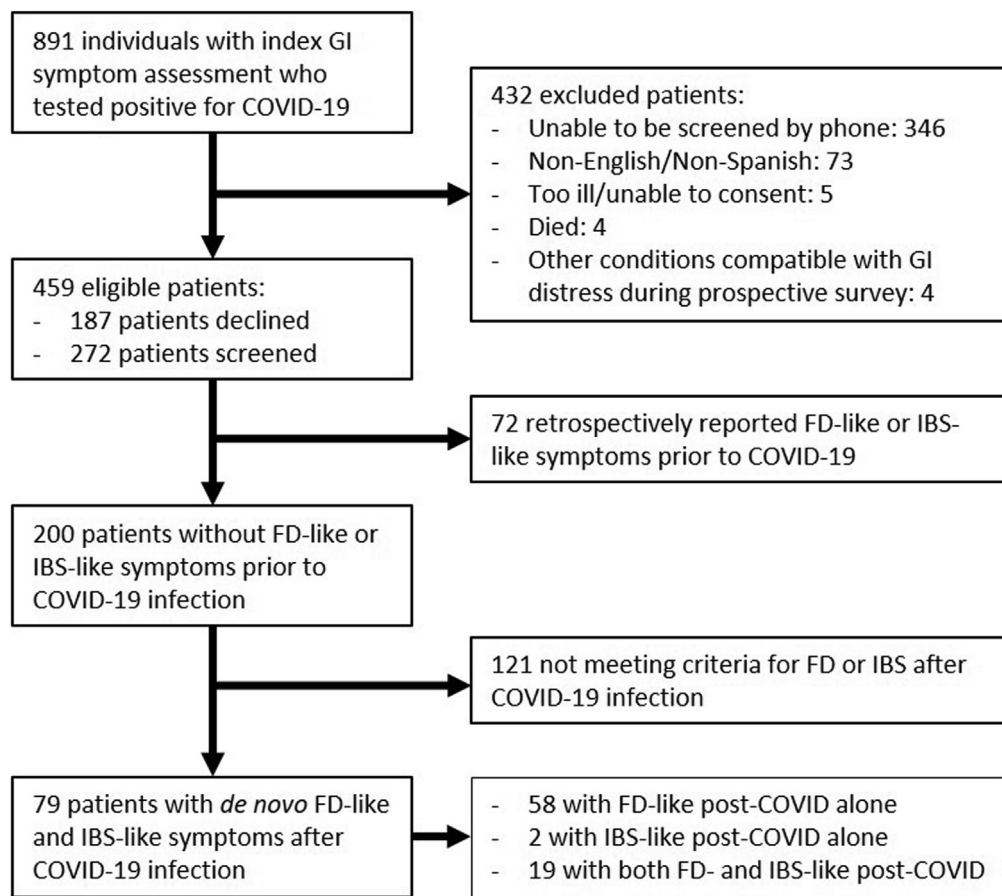 891 individuals with index GI
symptom assessment who
tested positive for COVID-19
432 excluded patients:
- Unable to be screened by phone: 346
- Non-English/Non-Spanish: 73
- Too ill/unable to consent: 5
- Died: 4
- Other conditions compatible with GI
distress during prospective survey: 4
459 eligible patients:
- 187 patients declined
- 272 patients screened
72 retrospectively reported FD-like or IBS-
like symptoms prior to COVID-19
200 patients without FD-like or
IBS-like symptoms prior to
COVID-19 infection
121 not meeting criteria for FD or IBS after
COVID-19 infection
79 patients with de novo FD-like
and IBS-like symptoms after
COVID-19 infection
- 58 with FD-like post-COVID alone
- 2 with IBS-like post-COVID alone
- 19 with both FD- and IBS-like post-COVID